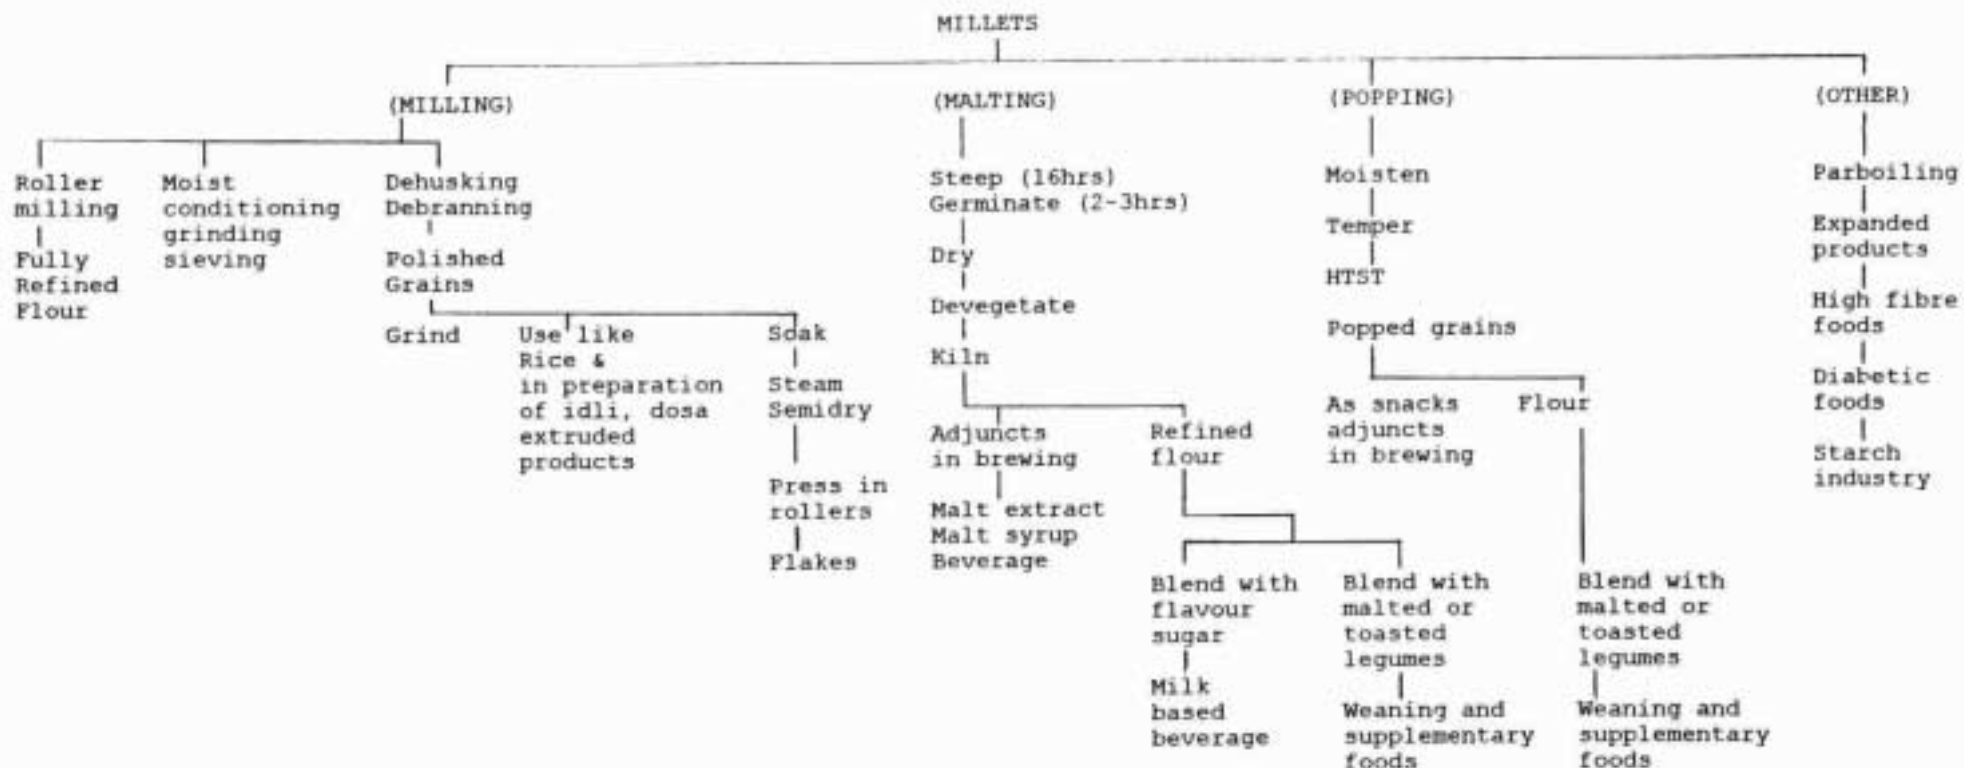 MILLETS
(MILLING)
Roller
milling
Fully
Refined
Flour
Moist
conditioning
grinding
sieving
Dehusking
Debranning
Polished
Grains
Grind
Use like
Rice &
in preparation
of idli, dosa
extruded
products
Soak
Steam
Semidry
Press in
rollers
Flakes
(MALTING)
Steep (16hrs)
Germinate (2-3hrs)
Dry
Devegetate
Kiln
Adjuncts
in brewing
Malt extract
Malt syrup
Beverage
Refined
flour
Blend with
flavour
sugar
Milk
based
beverage
Blend with
malted or
toasted
legumes
Weaning and
supplementary
foods
(POPPING)
Moisten
Temper
HTST
Popped grains
As snacks
adjuncts
in brewing
Flour
Blend with
malted or
toasted
legumes
Weaning and
supplementary
foods
(OTHER)
Parboiling
Expanded
products
High fibre
foods
Diabetic
foods
Starch
industry